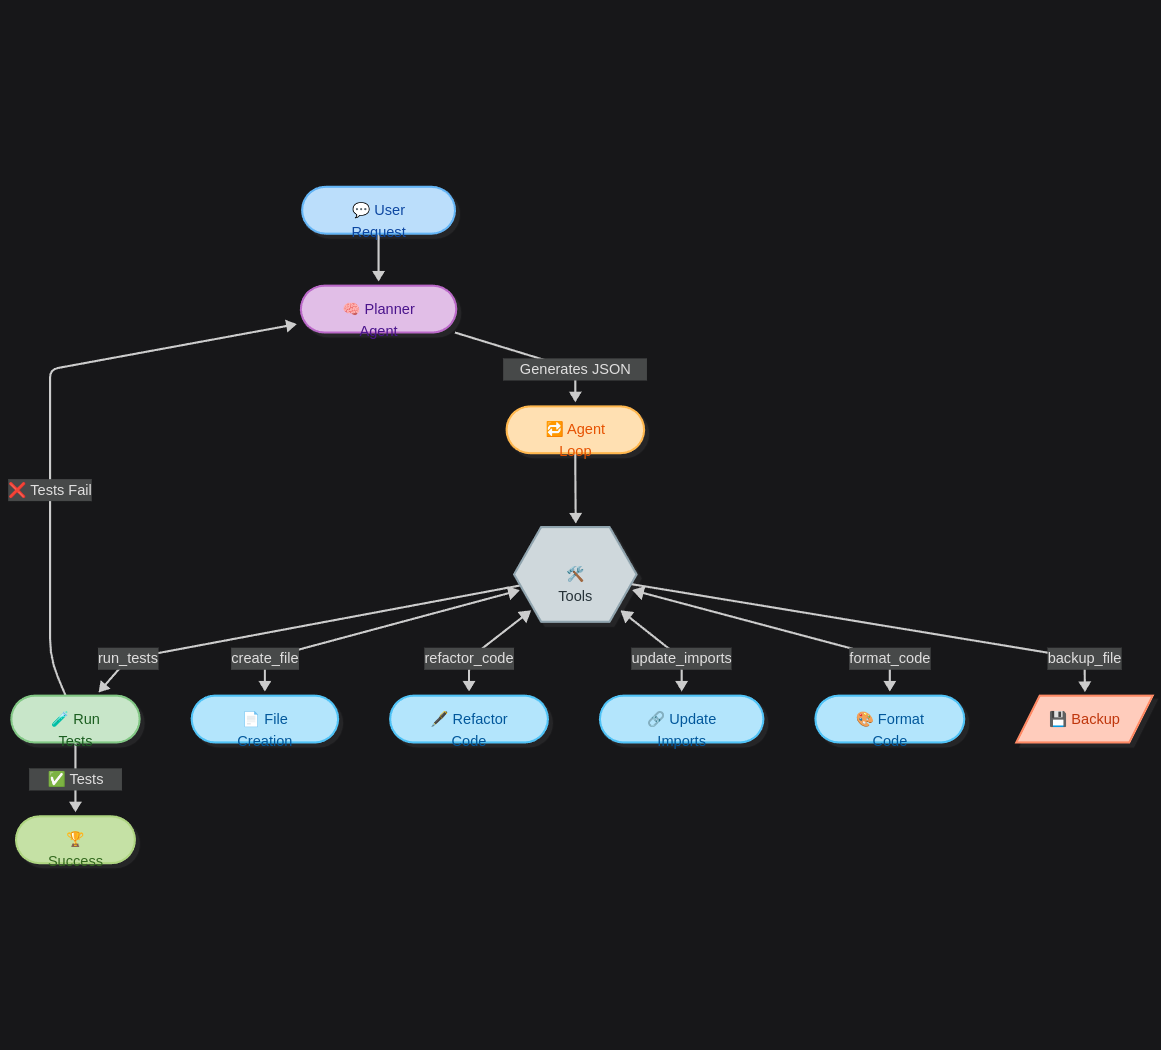 💬 User
Request
🧠 Planner
Agent
Generates JSON
🔁 Agent
Loop
❌ Tests Fail
🛠️
Tools
run_tests
create_file
refactor_code
update_imports
format_code
backup_file
🧪 Run
Tests
📄 File
Creation
🖋️ Refactor
Code
🔗 Update
Imports
🎨 Format
Code
💾 Backup
✅ Tests
🏆
Success